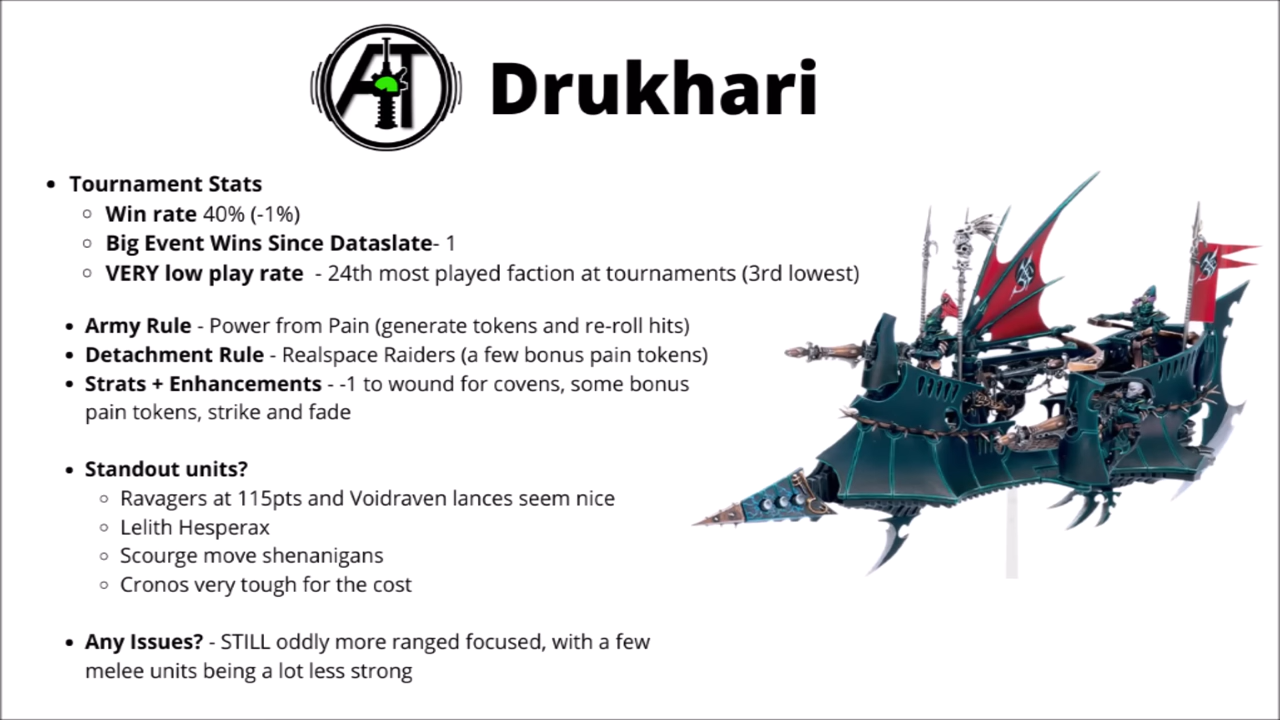 AT
Drukhari
• Tournament Stats
○ Win rate 40% (-1%)
○ Big Event Wins Since Dataslate- 1
○ VERY low play rate - 24th most played faction at tournaments (3rd lowest)
• Army Rule - Power from Pain (generate tokens and re-roll hits)
• Detachment Rule - Realspace Raiders (a few bonus pain tokens)
• Strats + Enhancements - -1 to wound for covens, some bonus
pain tokens, strike and fade
• Standout units?
○ Ravagers at 115pts and Voidraven lances seem nice
○ Lelith Hesperax
○ Scourge move shenanigans
○ Cronos very tough for the cost
• Any Issues? - STILL oddly more ranged focused, with a few
melee units being a lot less strong